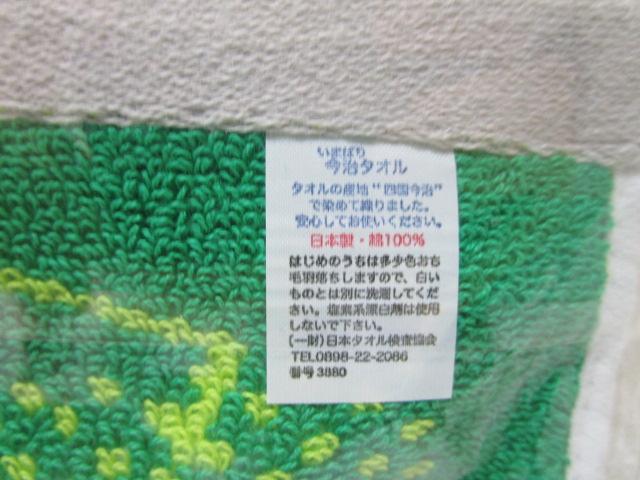 いまばり
今治タオル
タオルの産地"四国今治"
で染めて織りました。
安心してお使いください。
日本製・綿100%
はじめのうちは多少色おち
毛羽落ちしますので、白い
ものとは別に洗濯してくだ
さい。塩素系漂白剤は使用
しないで下さい。
(一財)日本タオル検査協会
TEL0898-22-2086
番号3880